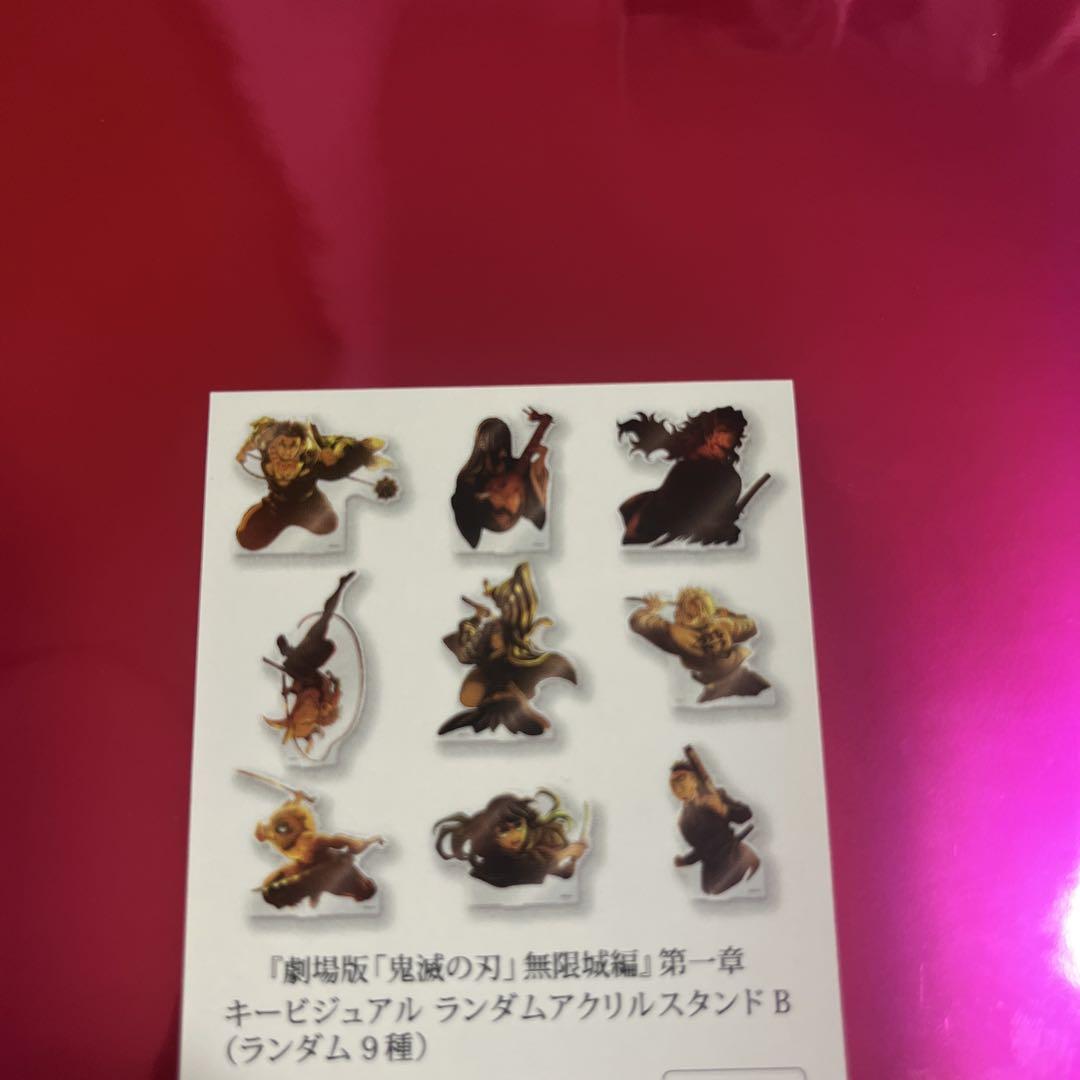 『劇場版「鬼滅の刃」無限城編』第一章
キービジュアル ランダムアクリルスタンド B
（ランダム 9 種）